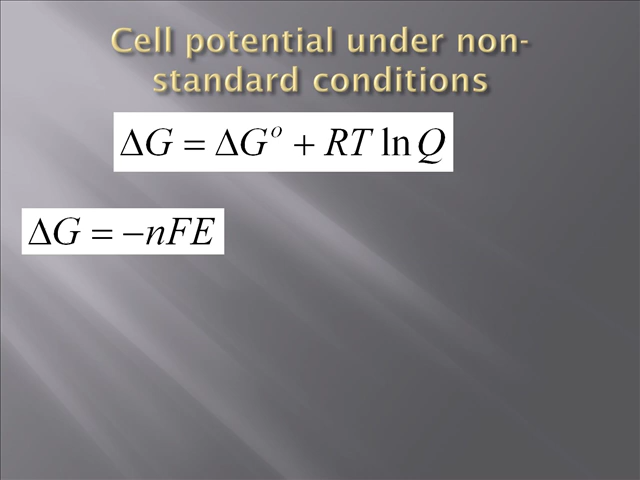 Cell potential under non-
standard conditions
ΔG = ΔG° + RT ln Q
ΔG = −nFE